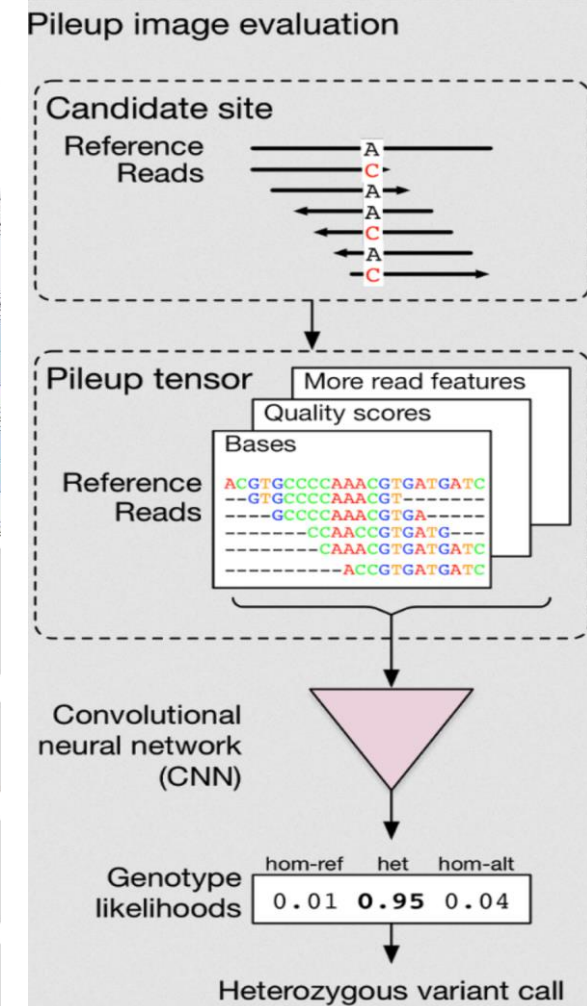 Pileup image evaluation
Candidate site
Reference
Reads
A
C
A
A
C
A
C
Pileup tensor
More read features
Quality scores
Bases
Reference
Reads
ACGTGCCCCAAACGTGATGATC
--GTGCCCCAAACGT-------
----GCCCCAAACGTGA-----
-------CCAACCGTGATG---
--------CAAACGTGATGATC
----------ACCGTGATGATC
Convolutional
neural network
(CNN)
hom-ref het hom-alt
Genotype
likelihoods
0.01 0.95 0.04
Heterozygous variant call